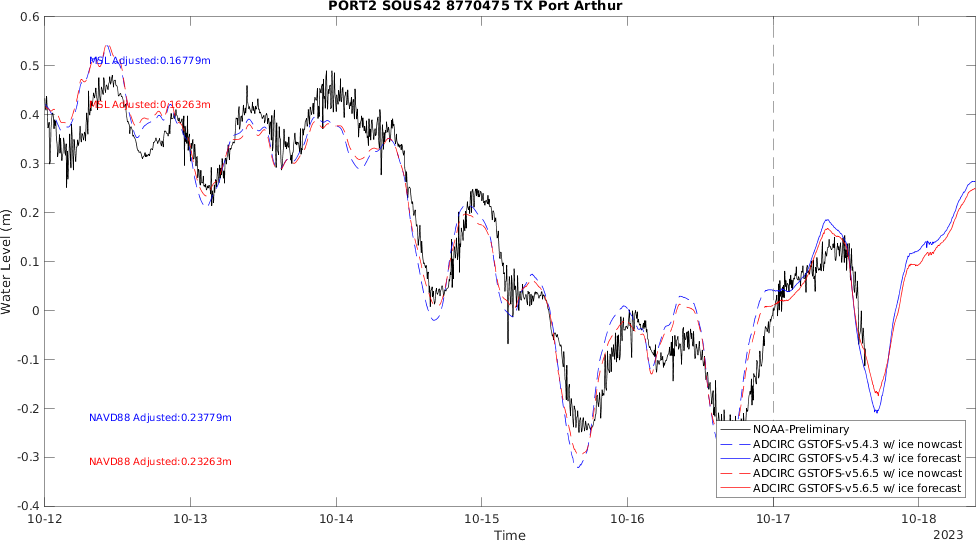 PORT2 SOUS42 8770475 TX Port Arthur
0.6
0.5
0.4
0.3
0.2
0.1
0
-0.1
-0.2
-0.3
-0.4
Water Level (m)
MSL Adjusted:0.16779m
MSL Adjusted:0.16263m
NAVD88 Adjusted:0.23779m
NAVD88 Adjusted:0.23263m
NOAA-Preliminary
ADCIRC GSTOFS-v5.4.3 w/ ice nowcast
ADCIRC GSTOFS-v5.4.3 w/ ice forecast
ADCIRC GSTOFS-v5.6.5 w/ ice nowcast
ADCIRC GSTOFS-v5.6.5 w/ ice forecast
10-12 10-13 10-14 10-15 10-16 10-17 10-18
Time
2023